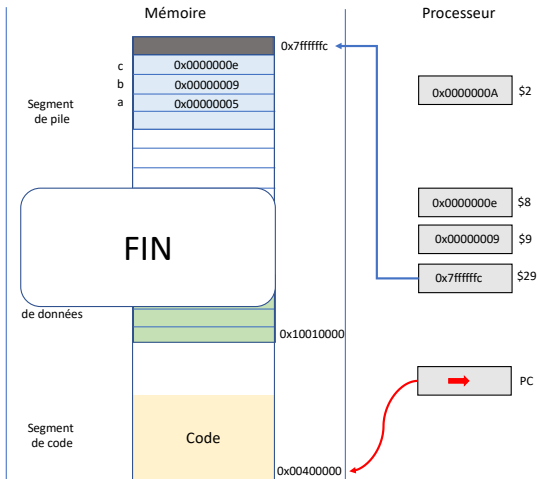 Mémoire
Processeur
0x7ffffffc
c
0x0000000e
b
0x00000009
a
0x00000005
Segment
de pile
0x0000000A
$2
0x0000000e
$8
0x00000009
$9
0x7ffffffc
$29
FIN
de données
0x10010000
PC
Segment
de code
Code
0x00400000